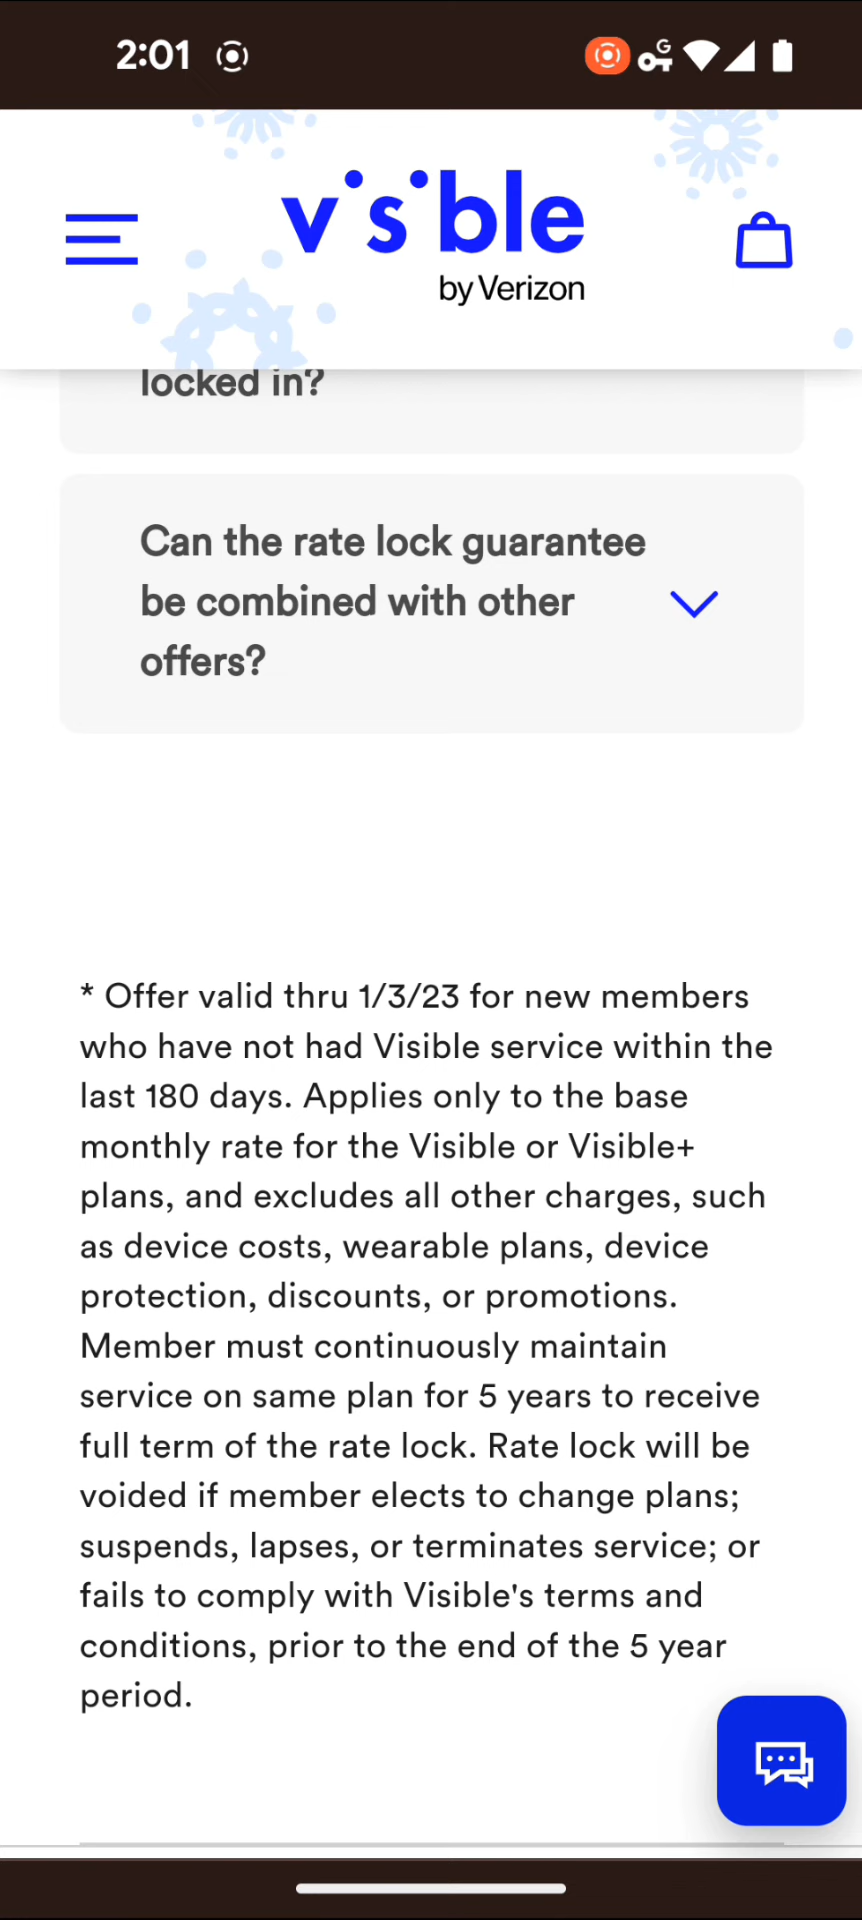 2:01
G
visible
by Verizon
locked in?
Can the rate lock guarantee
be combined with other
offers?
* Offer valid thru 1/3/23 for new members
who have not had Visible service within the
last 180 days. Applies only to the base
monthly rate for the Visible or Visible+
plans, and excludes all other charges, such
as device costs, wearable plans, device
protection, discounts, or promotions.
Member must continuously maintain
service on same plan for 5 years to receive
full term of the rate lock. Rate lock will be
voided if member elects to change plans;
suspends, lapses, or terminates service; or
fails to comply with Visible's terms and
conditions, prior to the end of the 5 year
period.